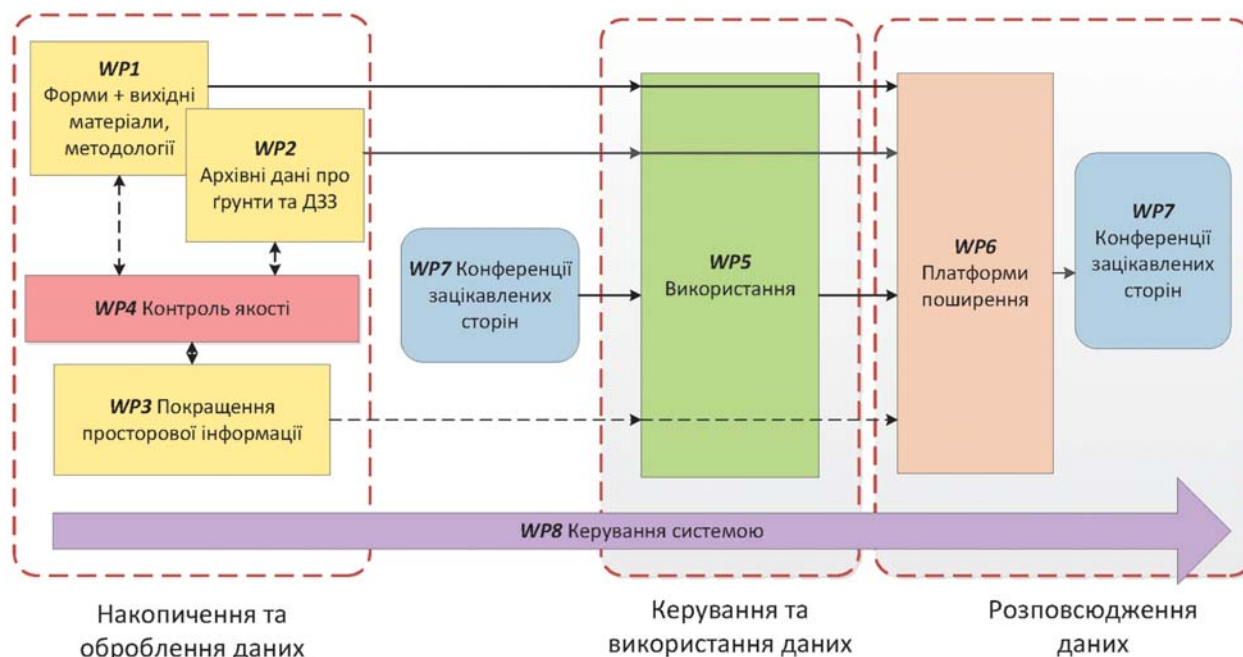 WP1
Форми + вихідні
матеріали,
методології
WP2
Архівні дані про
ґрунти та ДЗЗ
WP4 Контроль якості
WP3 Покращення
просторової інформації
WP7 Конференції
зацікавлених
сторін
WP5
Використання
WP6
Платформи
поширення
WP7
Конференції
зацікавлених
сторін
WP8 Керування системою
Накопичення та
оброблення даних
Керування та
використання даних
Розповсюдження
даних